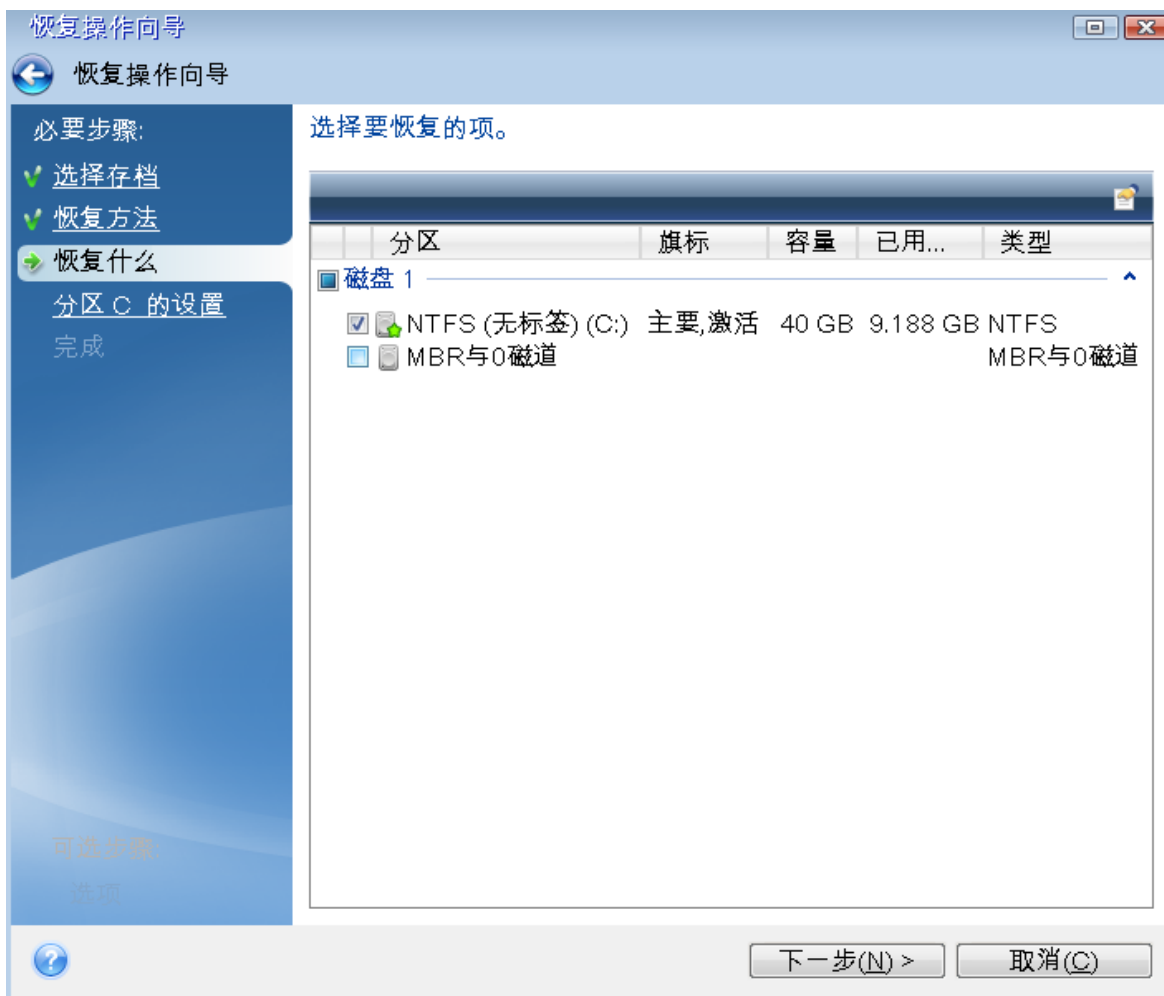 恢复操作向导
恢复操作向导
必要步骤:
选择存档
恢复方法
恢复什么
分区 C 的设置
完成
可选步骤:
选项
选择要恢复的项。
分区 旗标 容量 已用... 类型
磁盘 1
NTFS (无标签) (C:) 主要,激活 40 GB 9.188 GB NTFS
MBR与0磁道 MBR与0磁道
下一步(N) > 取消(C)